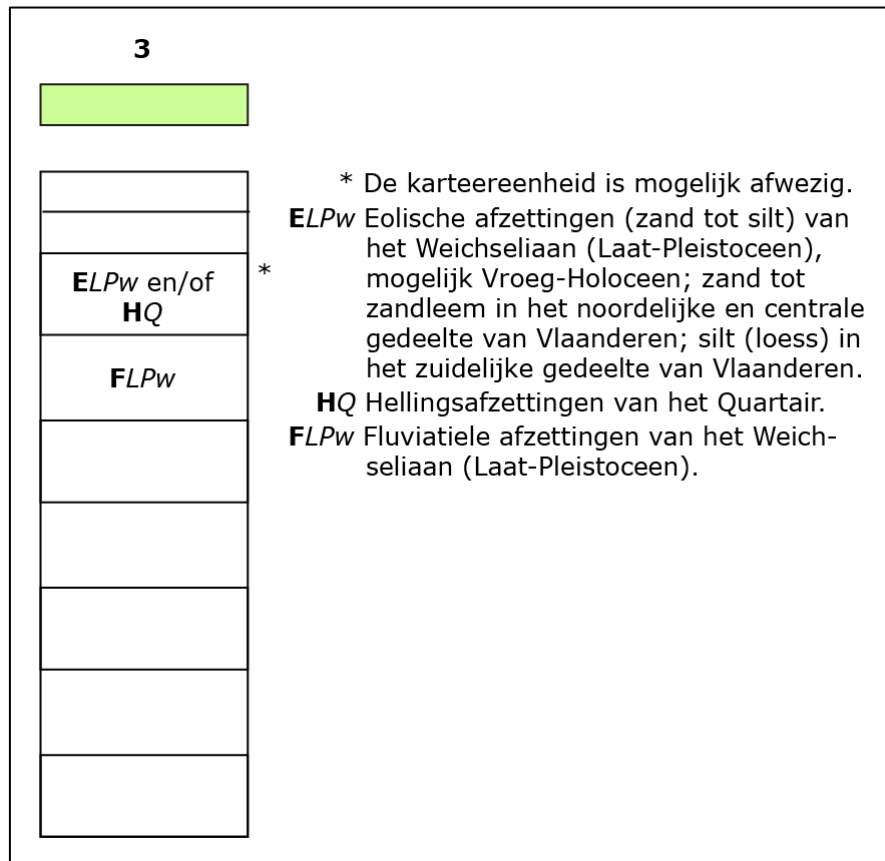 3
* De karteereenheid is mogelijk afwezig.
ELPw Eolische afzettingen (zand tot silt) van
het Weichseliaan (Laat-Pleistoceen),
mogelijk Vroeg-Holoceen; zand tot
zandleem in het noordelijke en centrale
gedeelte van Vlaanderen; silt (loess) in
het zuidelijke gedeelte van Vlaanderen.
HQ Hellingsafzettingen van het Quartair.
FLPw Fluviatiele afzettingen van het Weich-
seliaan (Laat-Pleistoceen).
ELPw en/of *
HQ
FLPw